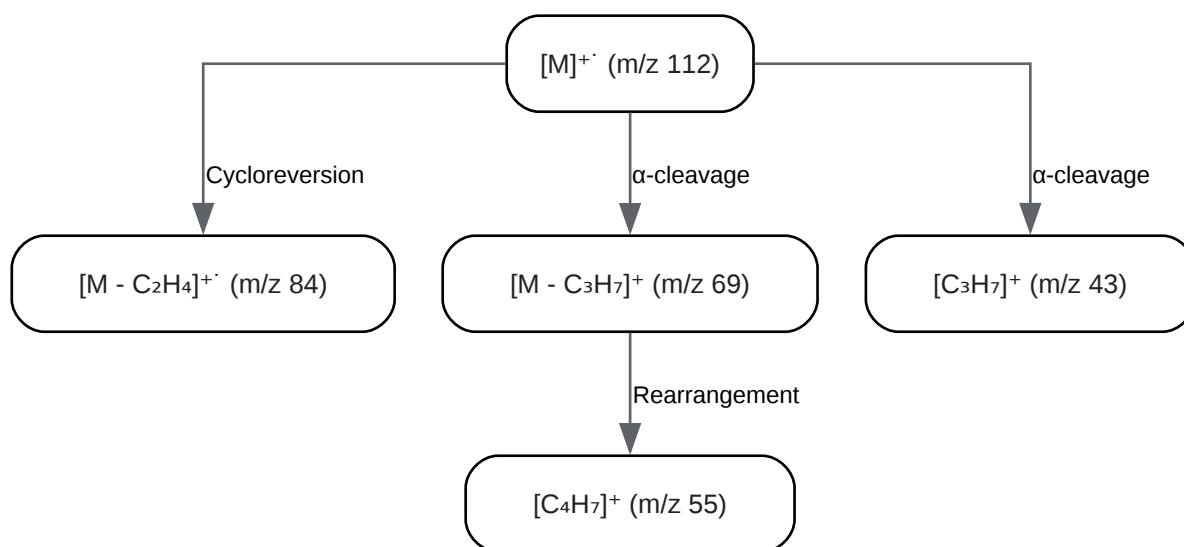 [M]⁺˙ (m/z 112)
Cycloreversion
α-cleavage
α-cleavage
[M - C₂H₄]⁺˙ (m/z 84)
[M - C₃H₇]⁺ (m/z 69)
[C₃H₇]⁺ (m/z 43)
Rearrangement
[C₄H₇]⁺ (m/z 55)